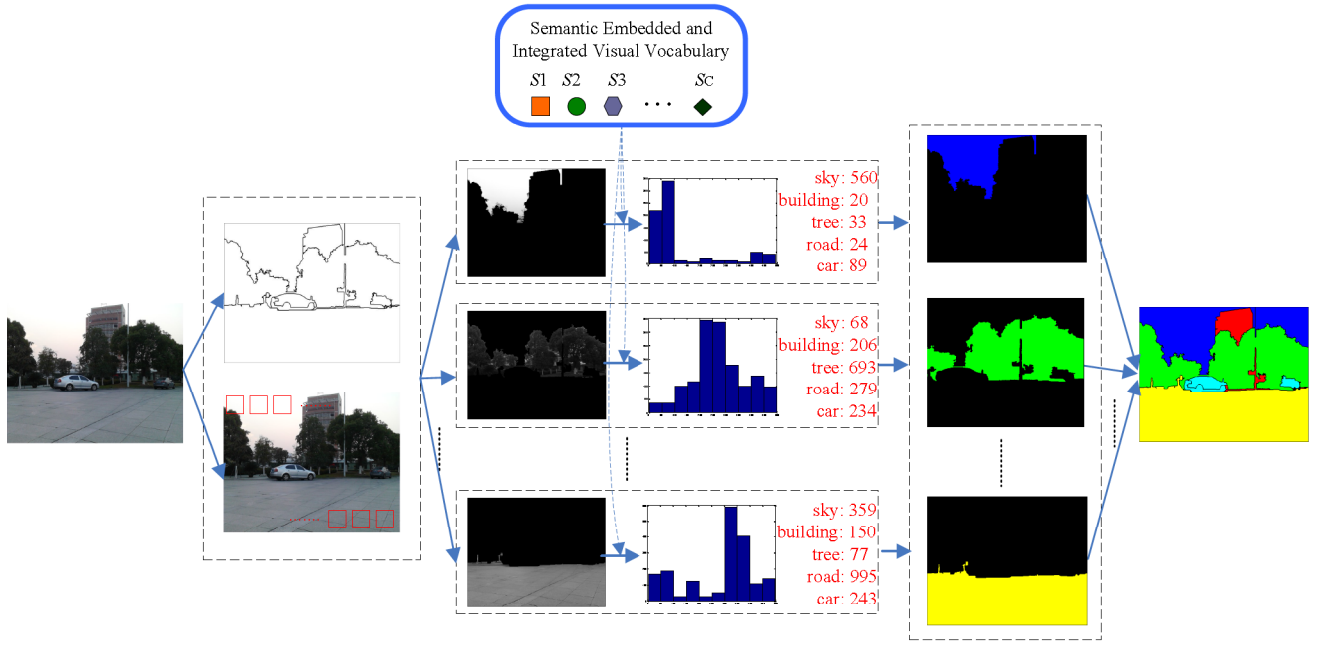 Semantic Embedded and
Integrated Visual Vocabulary
S1 S2 S3 ··· SC
sky: 560
building: 20
tree: 33
road: 24
car: 89
sky: 68
building: 206
tree: 693
road: 279
car: 234
sky: 359
building: 150
tree: 77
road: 995
car: 243